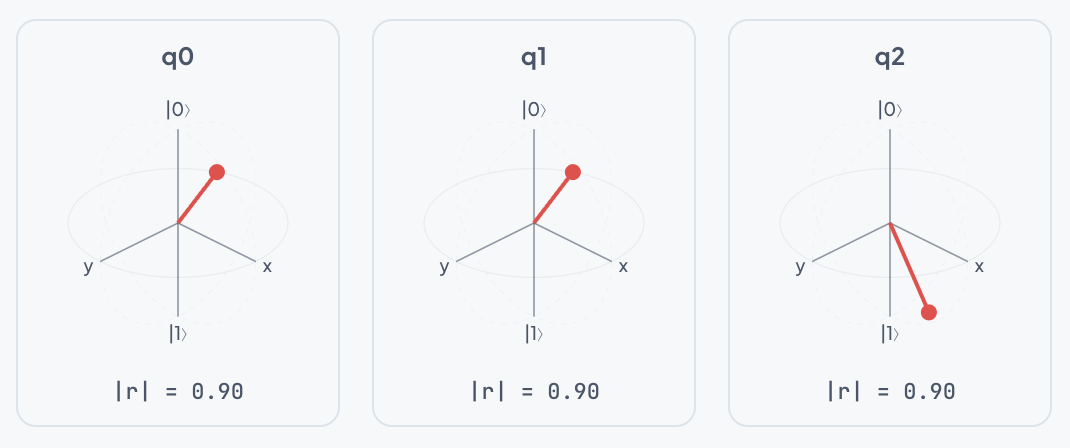 q0
|0⟩
y
x
|1⟩
|r| = 0.90
q1
|0⟩
y
x
|1⟩
|r| = 0.90
q2
|0⟩
y
x
|1⟩
|r| = 0.90